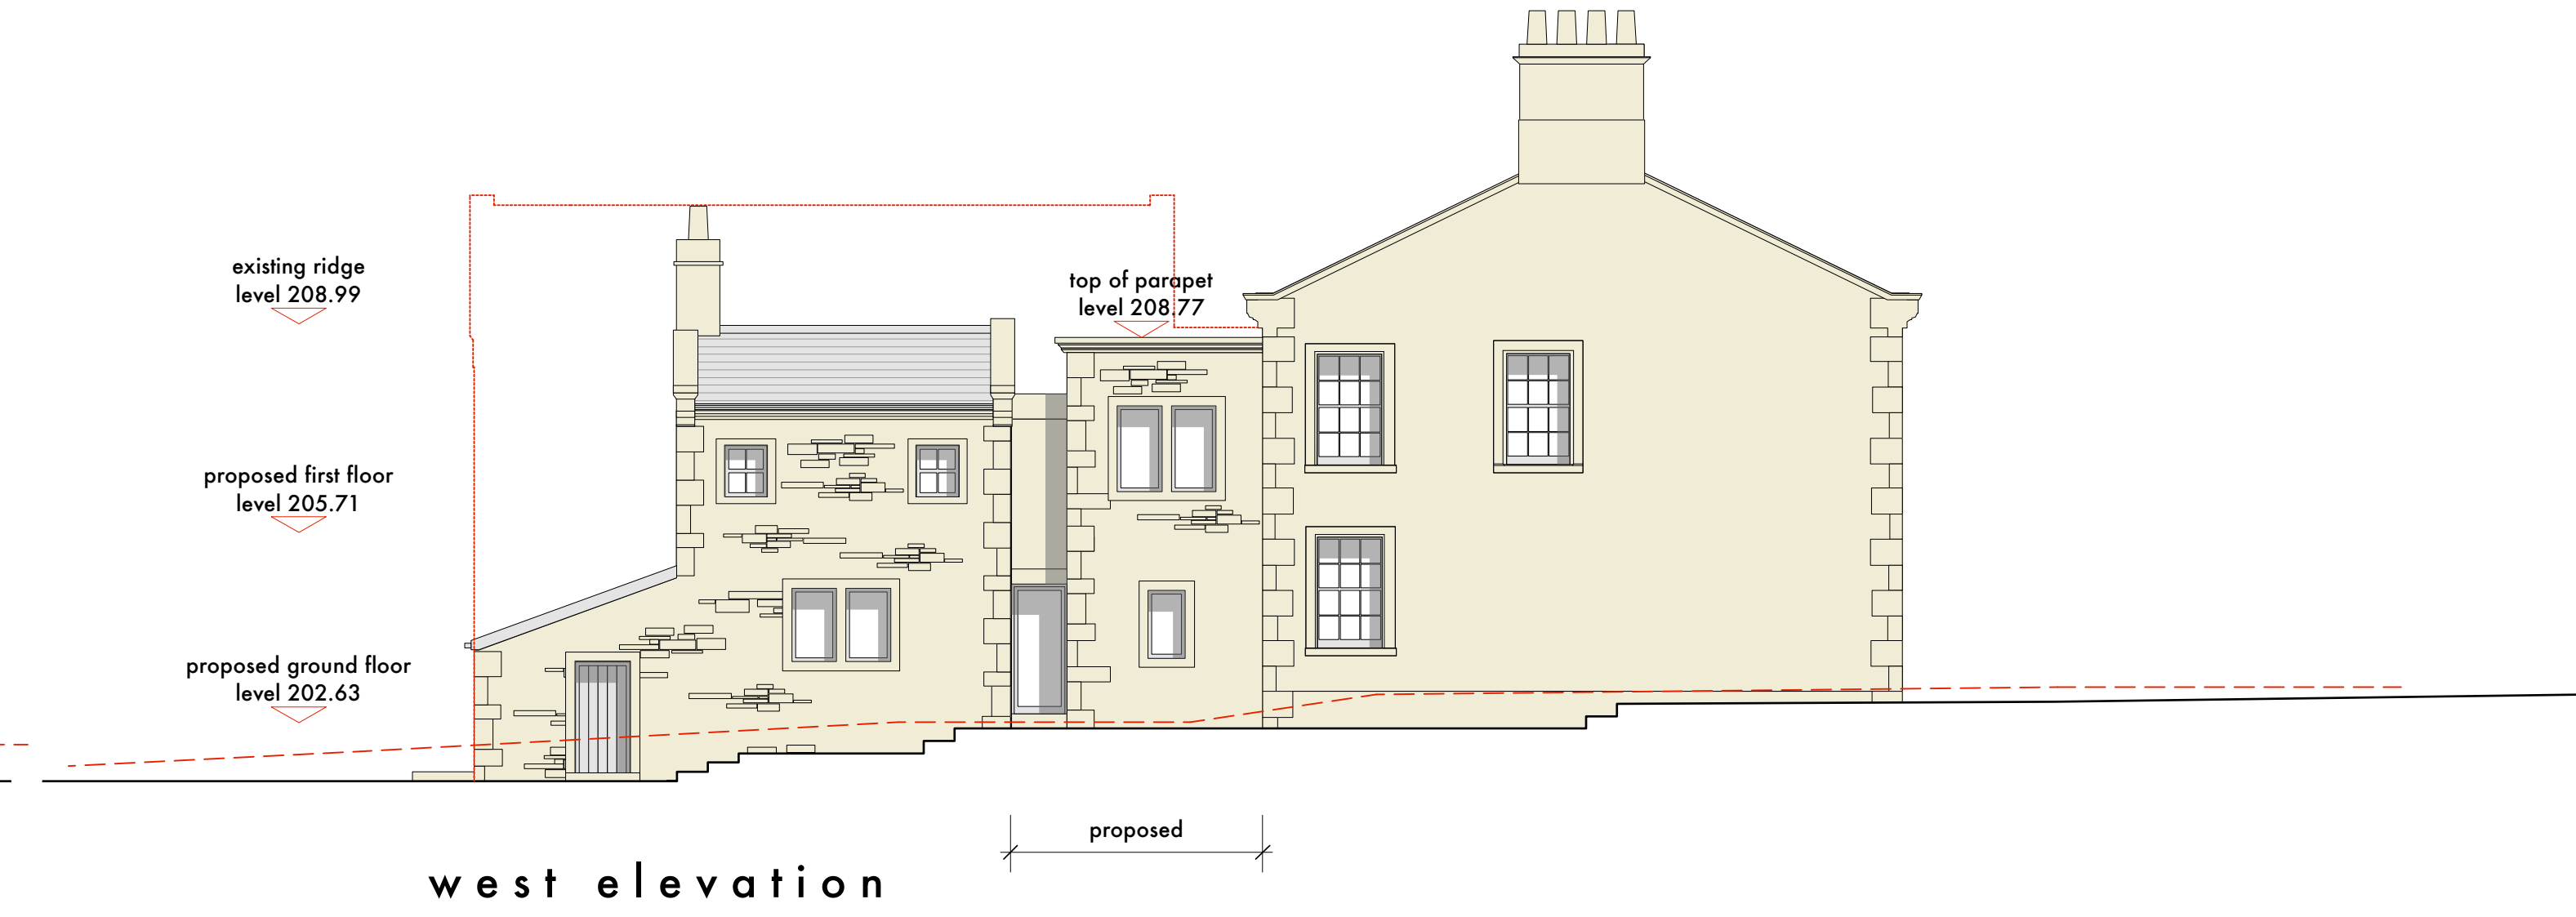 existing ridge
level 208.99
top of parapet
level 208.77
proposed first floor
level 205.71
proposed ground floor
level 202.63
proposed
west elevation